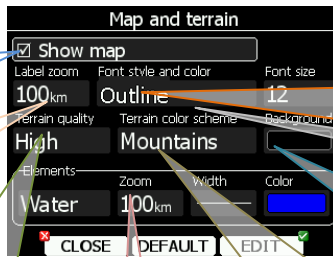 Map and terrain
Show map
Label zoom Font style and color Font size
100km Outline 12
Terrain quality Terrain color scheme Background
High Mountains
Elements
Zoom Width Color
Water 100km
CLOSE DEFAULT EDIT